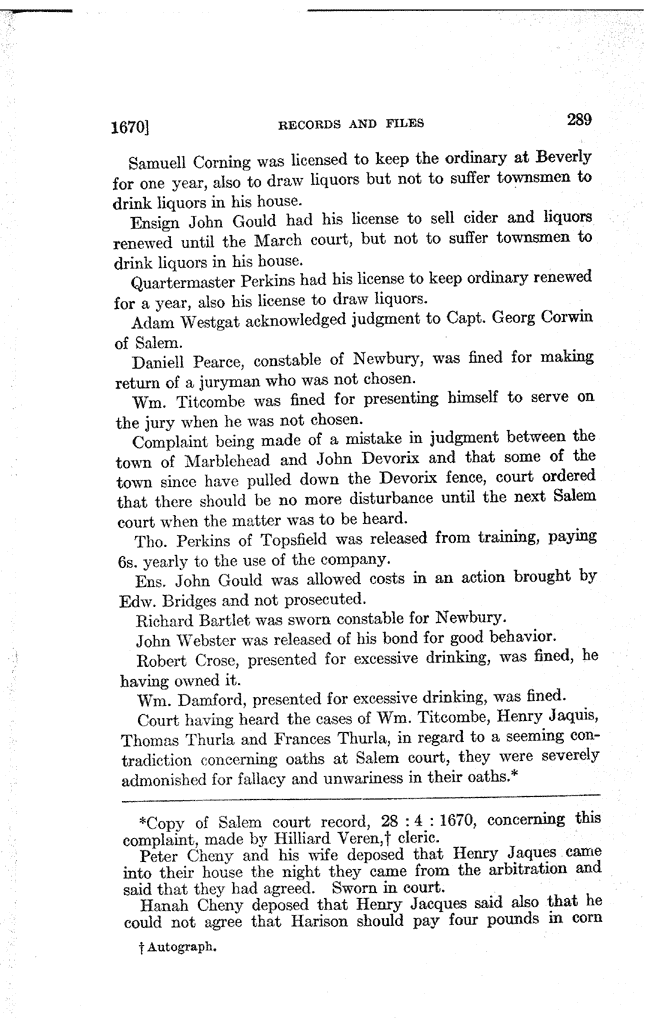 1670] RECORDS AND FILES 289
Samuell Corning was licensed to keep the ordinary at Beverly
for one year, also to draw liquors but not to suffer townsmen to
drink liquors in his house.
Ensign John Gould had his license to sell cider and liquors
renewed until the March court, but not to suffer townsmen to
drink liquors in his house.
Quartermaster Perkins had his license to keep ordinary renewed
for a year, also his license to draw liquors.
Adam Westgat acknowledged judgment to Capt. Georg Corwin
of Salem.
Daniell Pearce, constable of Newbury, was fined for making
return of a juryman who was not chosen.
Wm. Titcombe was fined for presenting himself to serve on
the jury when he was not chosen.
Complaint being made of a mistake in judgment between the
town of Marblehead and John Devorix and that some of the
town since have pulled down the Devorix fence, court ordered
that there should be no more disturbance until the next Salem
court when the matter was to be heard.
Tho. Perkins of Topsfield was released from training, paying
6s. yearly to the use of the company.
Ens. John Gould was allowed costs in an action brought by
Edw. Bridges and not prosecuted.
Richard Bartlet was sworn constable for Newbury.
John Webster was released of his bond for good behavior.
Robert Crose, presented for excessive drinking, was fined, he
having owned it.
Wm. Damford, presented for excessive drinking, was fined.
Court having heard the cases of Wm. Titcombe, Henry Jaquis,
Thomas Thurla and Frances Thurla, in regard to a seeming con-
tradiction concerning oaths at Salem court, they were severely
admonished for fallacy and unwariness in their oaths.*
*Copy of Salem court record, 28 : 4 : 1670, concerning this
complaint, made by Hilliard Veren,† cleric.
Peter Cheny and his wife deposed that Henry Jaques came
into their house the night they came from the arbitration and
said that they had agreed. Sworn in court.
Hanah Cheny deposed that Henry Jacques said also that he
could not agree that Harison should pay four pounds in corn
† Autograph.